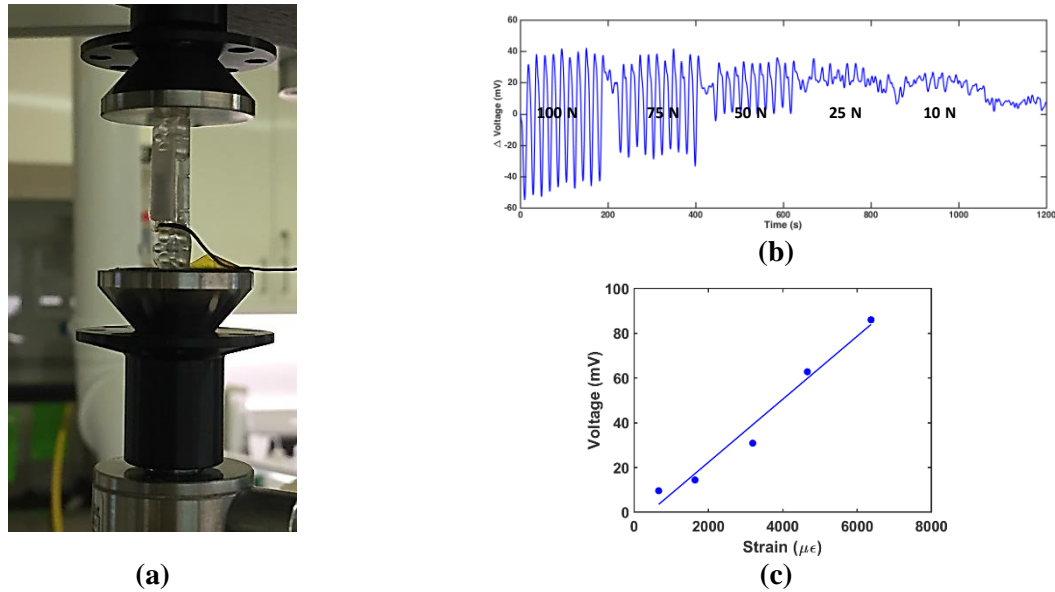 60
40
20
0
-20
-40
-60
△ Voltage (mV)
100 N 75 N 50 N 25 N 10 N
0 200 400 600 800 1000 1200
Time (s)
(b)
100
80
60
40
20
0
Voltage (mV)
0 2000 4000 6000 8000
Strain (με)
(a)
(c)